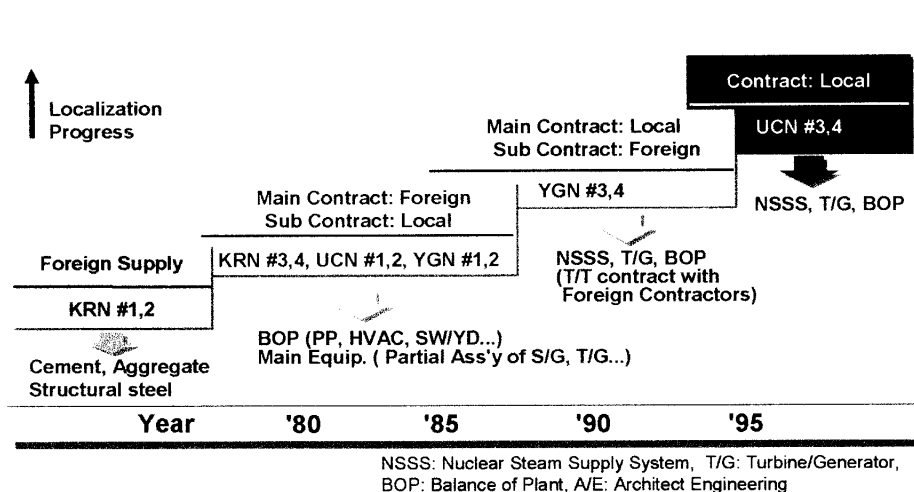 Contract: Local
UCN #3,4
NSSS, T/G, BOP
Localization
Progress
Main Contract: Local
Sub Contract: Foreign
YGN #3,4
NSSS, T/G, BOP
(T/T contract with
Foreign Contractors)
Main Contract: Foreign
Sub Contract: Local
KRN #3,4, UCN #1,2, YGN #1,2
BOP (PP, HVAC, SW/YD...)
Main Equip. ( Partial Ass'y of S/G, T/G...)
Foreign Supply
KRN #1,2
Cement, Aggregate
Structural steel
Year '80 '85 '90 '95
NSSS: Nuclear Steam Supply System, T/G: Turbine/Generator,
BOP: Balance of Plant, A/E: Architect Engineering